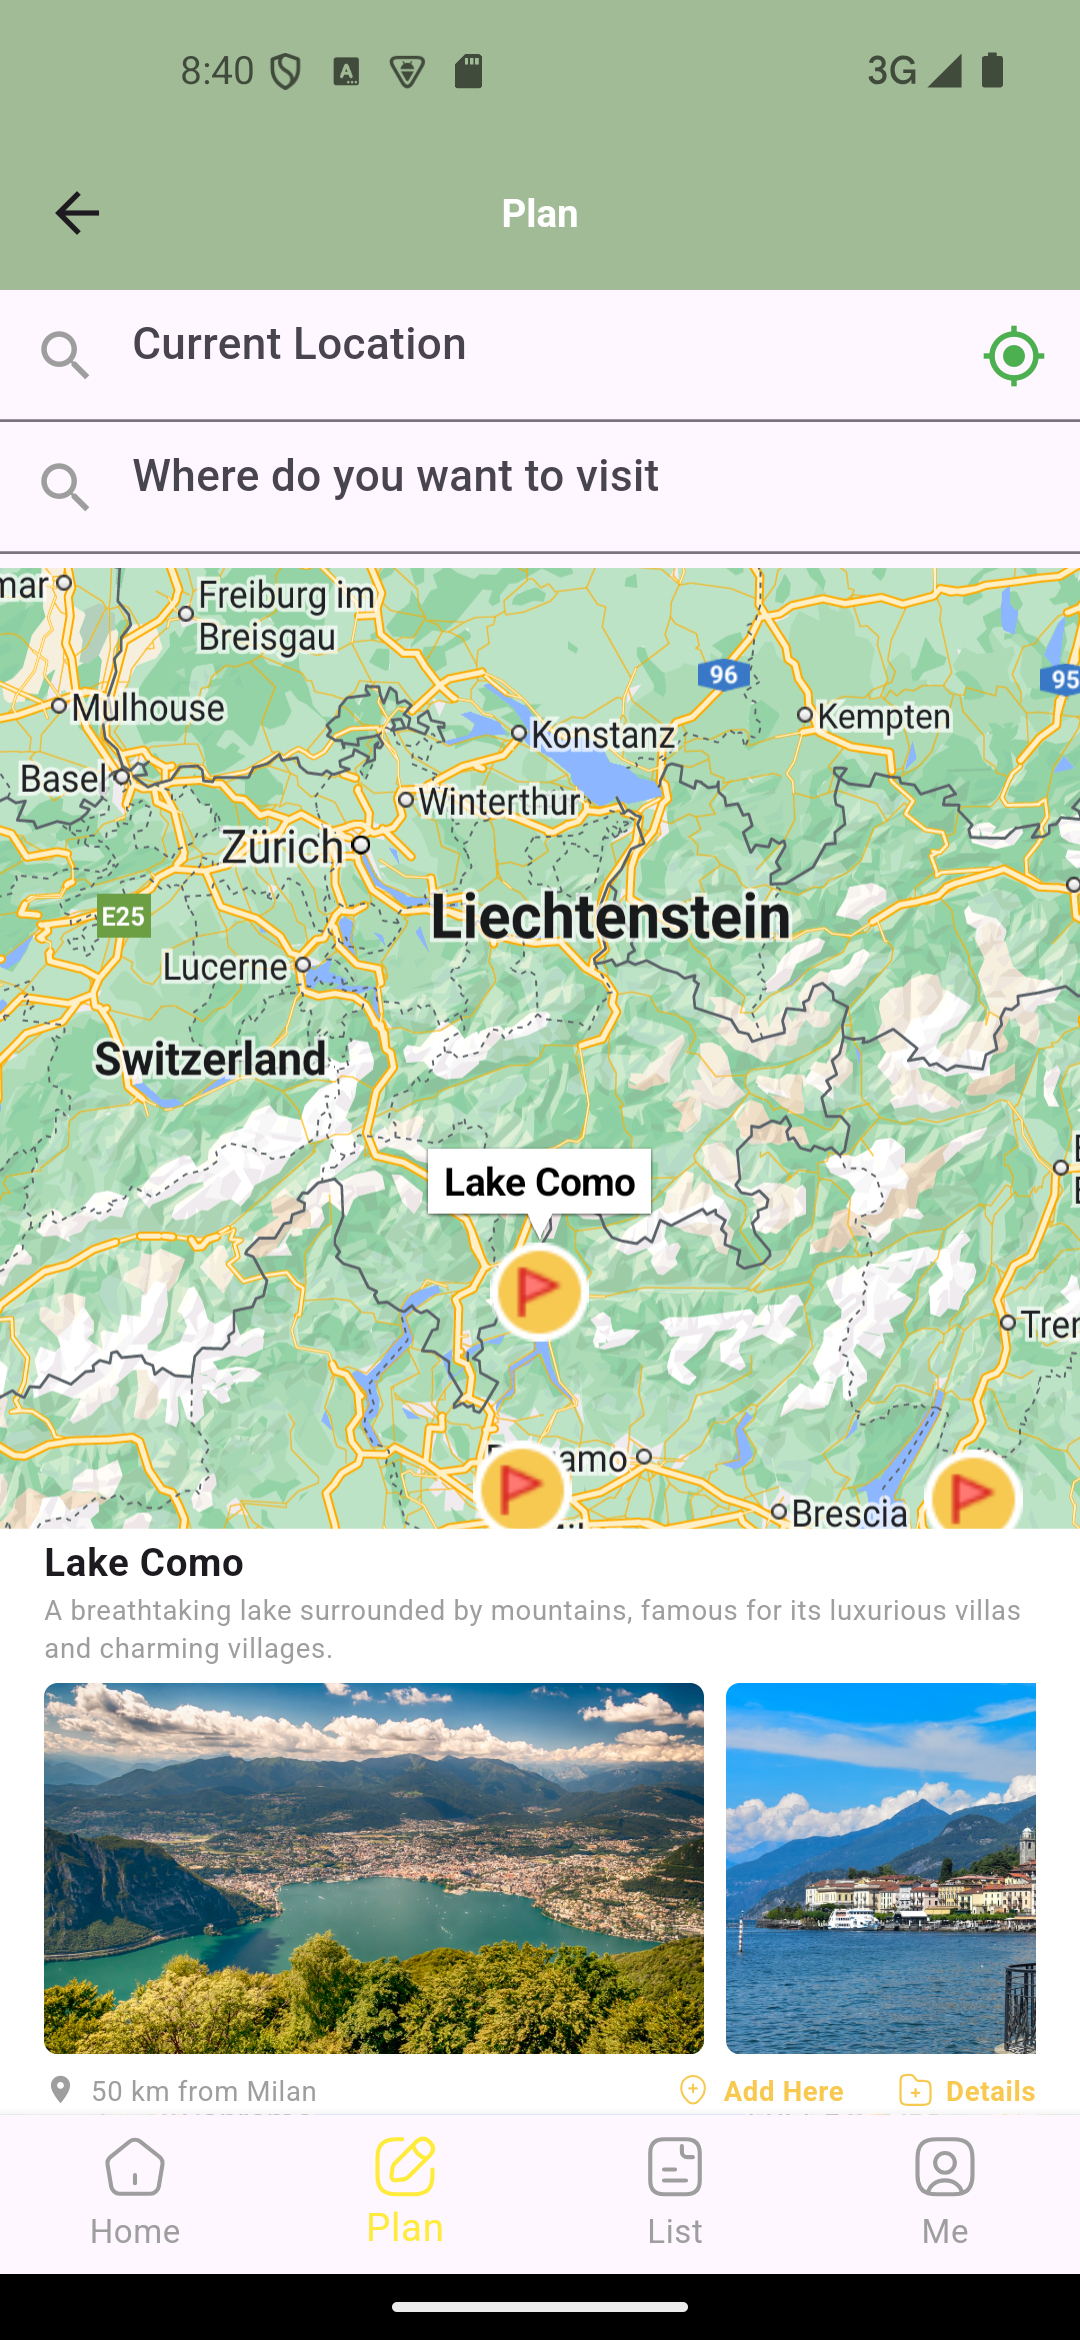 8:40
3G
Plan
Current Location
Where do you want to visit
mar
Freiburg im
Breisgau
96
95
Mulhouse
Konstanz
Kempten
Basel
Winterthur
Zürich
E25
Liechtenstein
Lucerne
Switzerland
Lake Como
Tren
amo
Brescia
Lake Como
A breathtaking lake surrounded by mountains, famous for its luxurious villas
and charming villages.
50 km from Milan
Add Here
Details
Home
Plan
List
Me